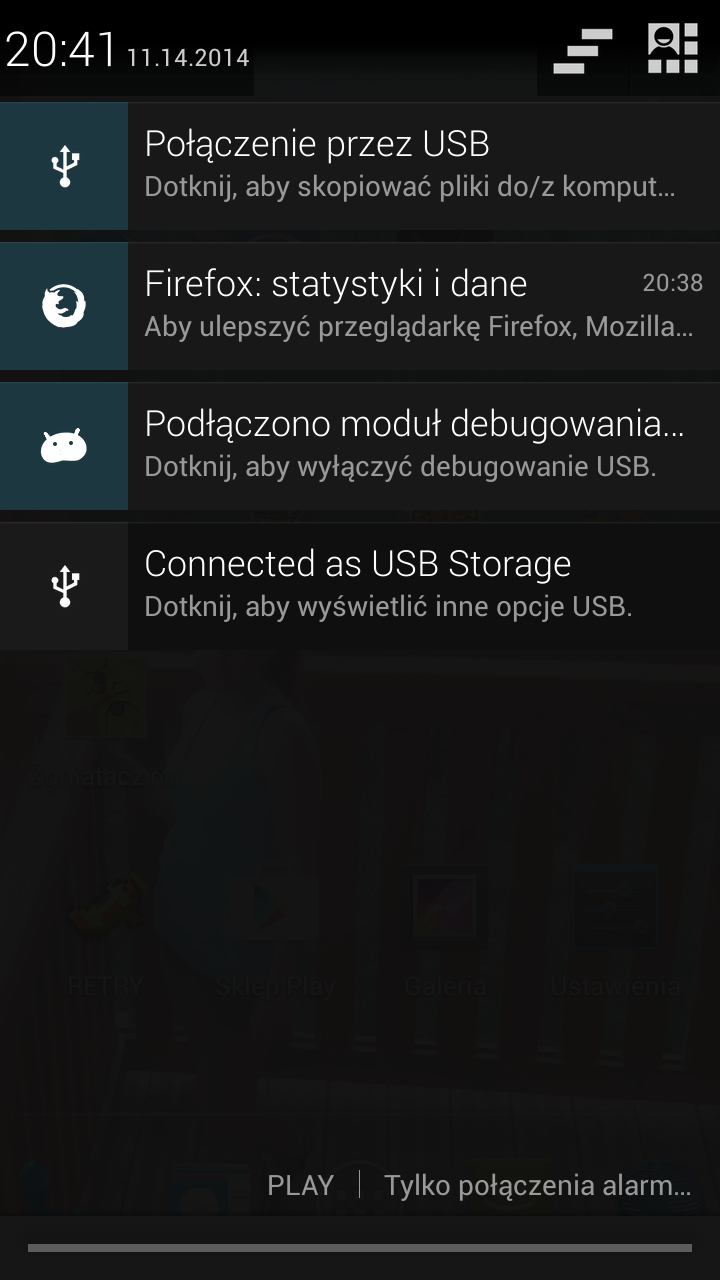 20:41 11.14.2014
Połączenie przez USB
Dotknij, aby skopiować pliki do/z komput...
Firefox: statystyki i dane 20:38
Aby ulepszyć przeglądarkę Firefox, Mozilla...
Podłączono moduł debugowania...
Dotknij, aby wyłączyć debugowanie USB.
Connected as USB Storage
Dotknij, aby wyświetlić inne opcje USB.
RETRY Sklep Play Galeria Ustawienia
PLAY | Tylko połączenia alarm...